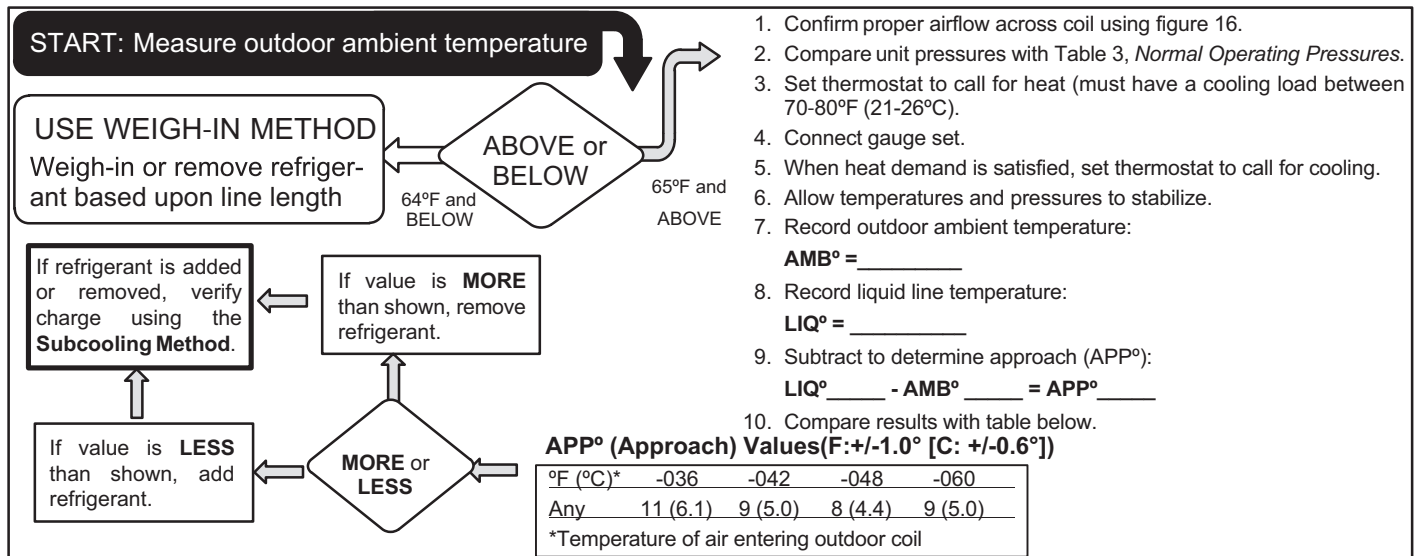 START: Measure outdoor ambient temperature
USE WEIGH-IN METHOD
Weigh-in or remove refriger-
ant based upon line length
ABOVE or
BELOW
64ºF and
BELOW
65ºF and
ABOVE
1. Confirm proper airflow across coil using figure 16.
2. Compare unit pressures with Table 3, Normal Operating Pressures.
3. Set thermostat to call for heat (must have a cooling load between
70-80ºF (21-26ºC).
4. Connect gauge set.
5. When heat demand is satisfied, set thermostat to call for cooling.
6. Allow temperatures and pressures to stabilize.
7. Record outdoor ambient temperature:
AMBº =_________
8. Record liquid line temperature:
LIQº = __________
9. Subtract to determine approach (APPº):
LIQº_____ - AMBº _____ = APPº_____
10. Compare results with table below.
APPº (Approach) Values(F:+/-1.0° [C: +/-0.6°])
ºF (ºC)* -036 -042 -048 -060
Any 11 (6.1) 9 (5.0) 8 (4.4) 9 (5.0)
*Temperature of air entering outdoor coil
MORE or
LESS
If value is MORE
than shown, remove
refrigerant.
If value is LESS
than shown, add
refrigerant.
If refrigerant is added
or removed, verify
charge using the
Subcooling Method.